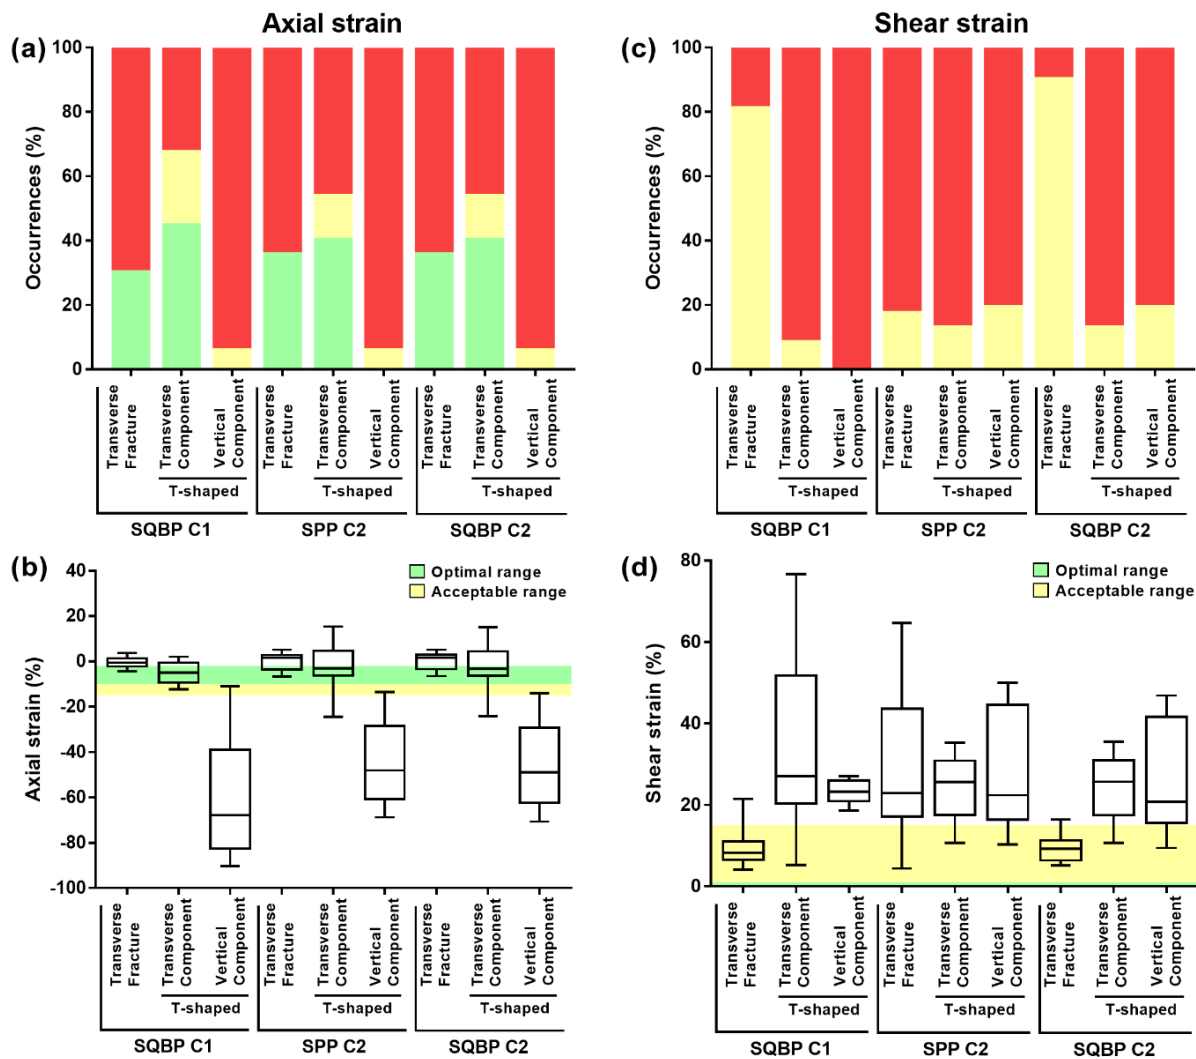 Axial strain
(a)
Occurrences (%)
100
80
60
40
20
0
Transverse
Fracture
Transverse
Component
Vertical
Component
Transverse
Fracture
Transverse
Component
Vertical
Component
Transverse
Fracture
Transverse
Component
Vertical
Component
T-shaped
T-shaped
T-shaped
SQBP C1
SPP C2
SQBP C2
Shear strain
(c)
Occurrences (%)
100
80
60
40
20
0
Transverse
Fracture
Transverse
Component
Vertical
Component
Transverse
Fracture
Transverse
Component
Vertical
Component
Transverse
Fracture
Transverse
Component
Vertical
Component
T-shaped
T-shaped
T-shaped
SQBP C1
SPP C2
SQBP C2
(b)
Optimal range
Acceptable range
Axial strain (%)
40
20
0
-20
-40
-60
-80
-100
Transverse
Fracture
Transverse
Component
Vertical
Component
Transverse
Fracture
Transverse
Component
Vertical
Component
Transverse
Fracture
Transverse
Component
Vertical
Component
T-shaped
T-shaped
T-shaped
SQBP C1
SPP C2
SQBP C2
(d)
Optimal range
Acceptable range
Shear strain (%)
80
60
40
20
0
Transverse
Fracture
Transverse
Component
Vertical
Component
Transverse
Fracture
Transverse
Component
Vertical
Component
Transverse
Fracture
Transverse
Component
Vertical
Component
T-shaped
T-shaped
T-shaped
SQBP C1
SPP C2
SQBP C2